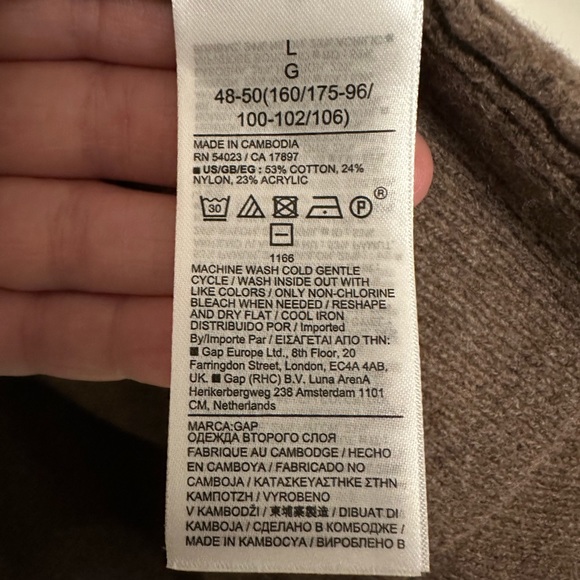 L
G
48-50(160/175-96/
100-102/106)
MADE IN CAMBODIA
RN 54023 / CA 17897
■ US/GB/EG : 53% COTTON, 24%
NYLON, 23% ACRYLIC
30 P ®
1166
MACHINE WASH COLD GENTLE
CYCLE / WASH INSIDE OUT WITH
LIKE COLORS / ONLY NON-CHLORINE
BLEACH WHEN NEEDED / RESHAPE
AND DRY FLAT / COOL IRON
DISTRIBUIDO POR / Imported
By/Importe Par / ΕΙΣΑΓΕΤΑΙ ΑΠΟ ΤΗΝ:
■ Gap Europe Ltd., 8th Floor, 20
Farringdon Street, London, EC4A 4AB,
UK. ■ Gap (RHC) B.V. Luna ArenA
Herikerbergweg 238 Amsterdam 1101
CM, Netherlands
MARCA:GAP
ОДЕЖДА ВТОРОГО СЛОЯ
FABRIQUE AU CAMBODGE / HECHO
EN CAMBOYA / FABRICADO NO
CAMBOJA / ΚΑΤΑΣΚΕΥΑΣΤΗΚΕ ΣΤΗΝ
ΚΑΜΠΟΤΖΗ / VYROBENO
V KAMBODŽI / 東埔寨製造 / DIBUAT DI
KAMBOJA / СДЕЛАНО В КОМБОДЖЕ /
MADE IN KAMBOCYA / ВИРОБЛЕНО В